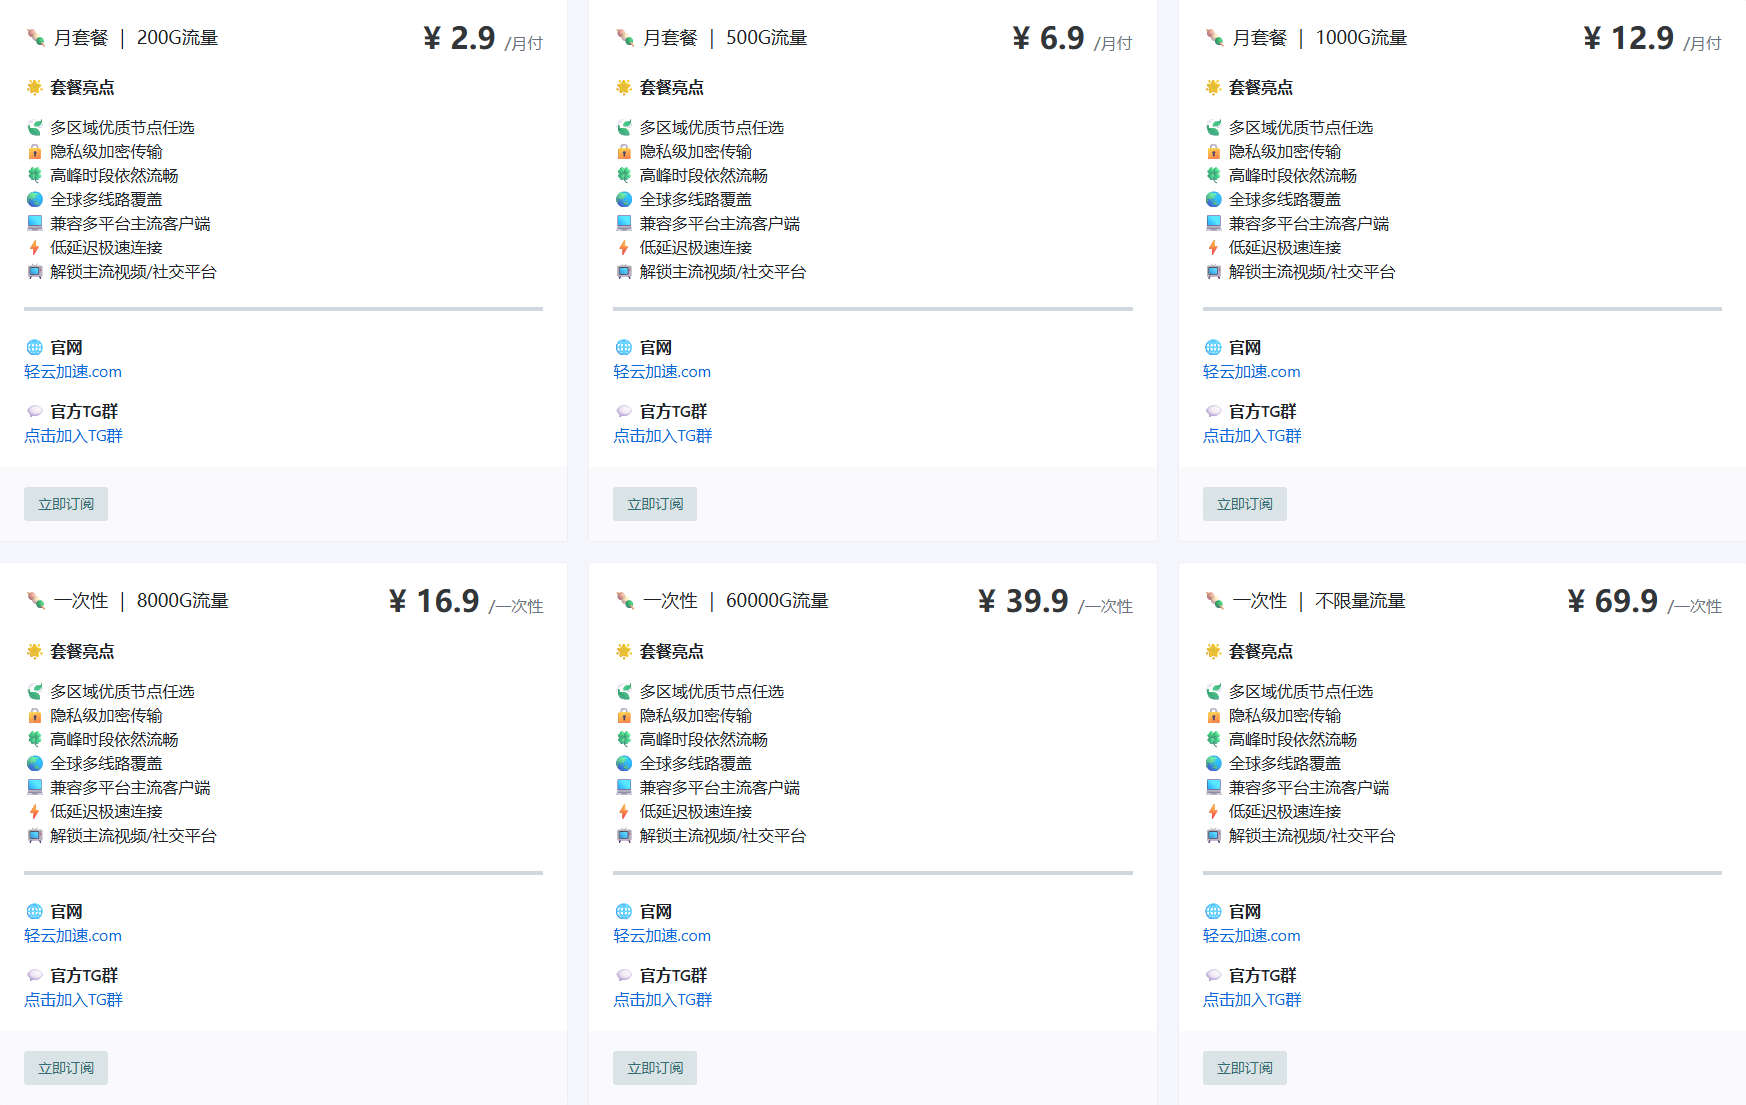 月套餐 | 200G流量
¥ 2.9 /月付
套餐亮点
多区域优质节点任选
隐私级加密传输
高峰时段依然流畅
全球多线路覆盖
兼容多平台主流客户端
低延迟极速连接
解锁主流视频/社交平台
官网
轻云加速.com
官方TG群
点击加入TG群
立即订阅
月套餐 | 500G流量
¥ 6.9 /月付
套餐亮点
多区域优质节点任选
隐私级加密传输
高峰时段依然流畅
全球多线路覆盖
兼容多平台主流客户端
低延迟极速连接
解锁主流视频/社交平台
官网
轻云加速.com
官方TG群
点击加入TG群
立即订阅
月套餐 | 1000G流量
¥ 12.9 /月付
套餐亮点
多区域优质节点任选
隐私级加密传输
高峰时段依然流畅
全球多线路覆盖
兼容多平台主流客户端
低延迟极速连接
解锁主流视频/社交平台
官网
轻云加速.com
官方TG群
点击加入TG群
立即订阅
一次性 | 8000G流量
¥ 16.9 /一次性
套餐亮点
多区域优质节点任选
隐私级加密传输
高峰时段依然流畅
全球多线路覆盖
兼容多平台主流客户端
低延迟极速连接
解锁主流视频/社交平台
官网
轻云加速.com
官方TG群
点击加入TG群
立即订阅
一次性 | 60000G流量
¥ 39.9 /一次性
套餐亮点
多区域优质节点任选
隐私级加密传输
高峰时段依然流畅
全球多线路覆盖
兼容多平台主流客户端
低延迟极速连接
解锁主流视频/社交平台
官网
轻云加速.com
官方TG群
点击加入TG群
立即订阅
一次性 | 不限量流量
¥ 69.9 /一次性
套餐亮点
多区域优质节点任选
隐私级加密传输
高峰时段依然流畅
全球多线路覆盖
兼容多平台主流客户端
低延迟极速连接
解锁主流视频/社交平台
官网
轻云加速.com
官方TG群
点击加入TG群
立即订阅